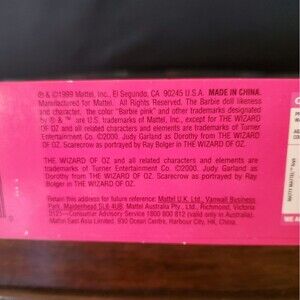 ® & ©1999 Mattel, Inc., El Segundo, CA 90245 U.S.A. MADE IN CHINA.
Manufactured for Mattel. All Rights Reserved. The Barbie doll likeness
and character, the color "Barbie pink" and other trademarks designated
by ® & ™ are U.S. trademarks of Mattel, Inc., except for THE WIZARD
OF OZ and all related characters and elements are trademarks of Turner
Entertainment Co. ©2000. Judy Garland as Dorothy from THE WIZARD OF
OZ. Scarecrow as portrayed by Ray Bolger in THE WIZARD OF OZ.
THE WIZARD OF OZ and all related characters and elements are
trademarks of Turner Entertainment Co. ©2000. Judy Garland as
Dorothy from THE WIZARD OF OZ. Scarecrow as portrayed by Ray
Bolger in THE WIZARD OF OZ.
Retain this address for future reference: Mattel U.K. Ltd., Vanwall Business
Park, Maidenhead SL6 4UB. Mattel Australia Pty., Ltd., Richmond, Victoria
3121.—Consumer Advisory Service 1800 800 812 (valid only in Australia).
Mattel East Asia Limited, 930 Ocean Centre, Harbour City, HK, China.